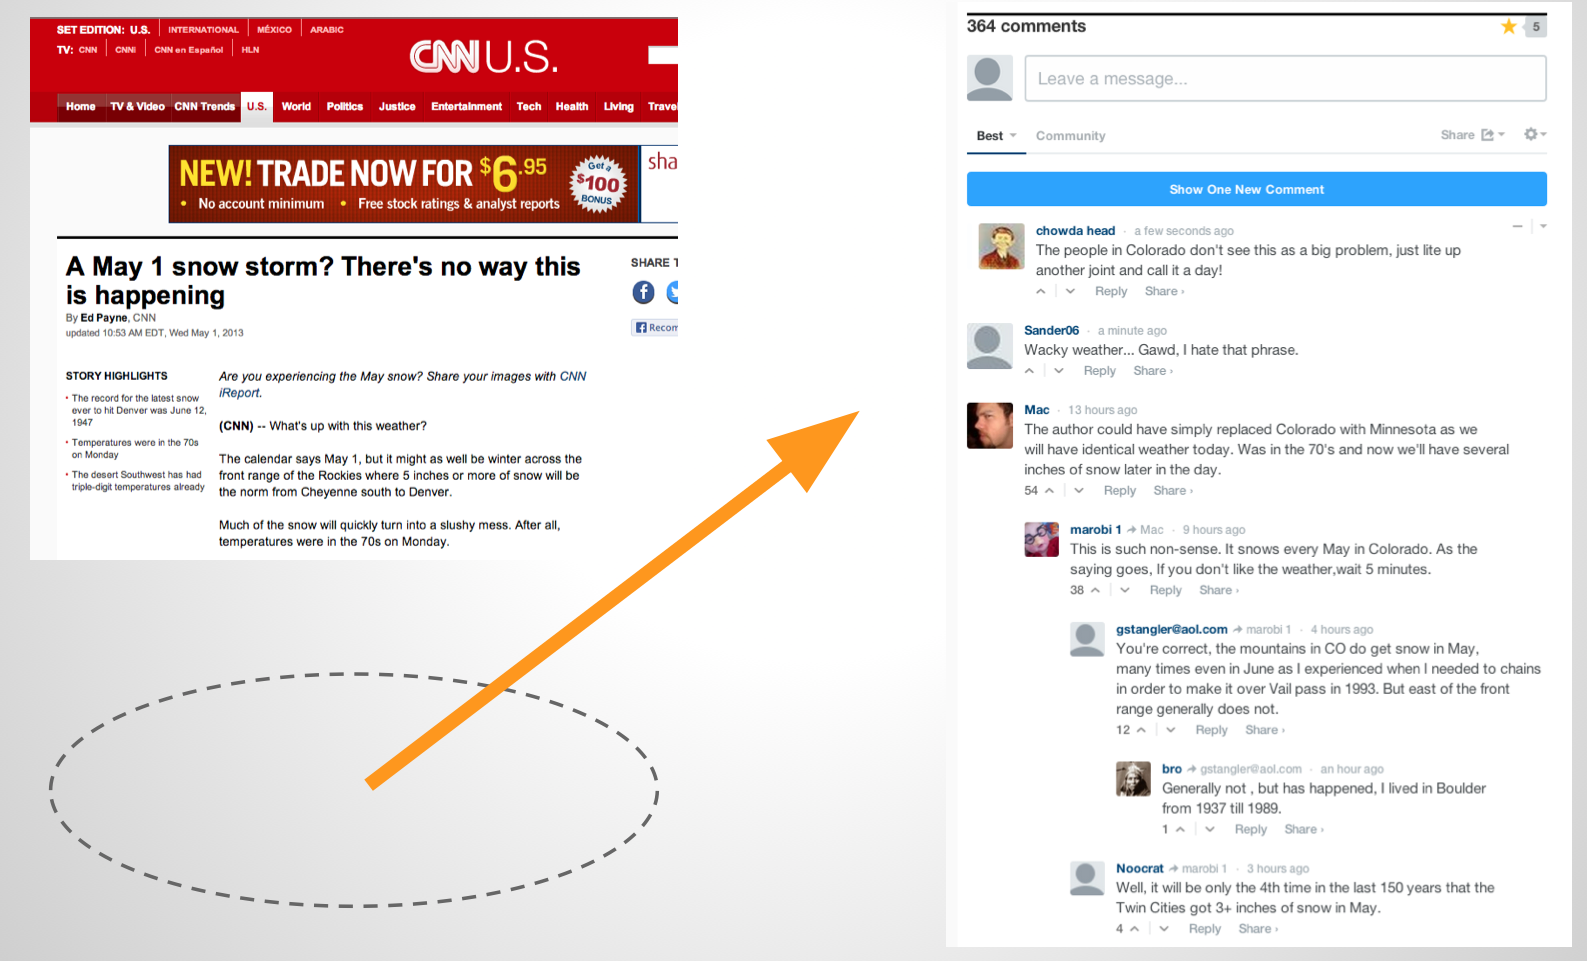 SET EDITION: U.S. INTERNATIONAL MÉXICO ARABIC
TV: CNN CNNi CNN en Español HLN
CNN U.S.
Home TV & Video CNN Trends U.S. World Politics Justice Entertainment Tech Health Living Travel
NEW! TRADE NOW FOR $6.95
• No account minimum • Free stock ratings & analyst reports
Get a
$100
BONUS
sha
A May 1 snow storm? There's no way this
is happening
By Ed Payne, CNN
updated 10:53 AM EDT, Wed May 1, 2013
SHARE T
Recom
STORY HIGHLIGHTS
• The record for the latest snow
ever to hit Denver was June 12,
1947
• Temperatures were in the 70s
on Monday
• The desert Southwest has had
triple-digit temperatures already
Are you experiencing the May snow? Share your images with CNN
iReport.
(CNN) -- What's up with this weather?
The calendar says May 1, but it might as well be winter across the
front range of the Rockies where 5 inches or more of snow will be
the norm from Cheyenne south to Denver.
Much of the snow will quickly turn into a slushy mess. After all,
temperatures were in the 70s on Monday.
364 comments
5
Leave a message...
Best Community
Share
Show One New Comment
chowda head · a few seconds ago
The people in Colorado don't see this as a big problem, just lite up
another joint and call it a day!
Reply Share ›
Sander06 · a minute ago
Wacky weather... Gawd, I hate that phrase.
Reply Share ›
Mac · 13 hours ago
The author could have simply replaced Colorado with Minnesota as we
will have identical weather today. Was in the 70's and now we'll have several
inches of snow later in the day.
54 Reply Share ›
marobi 1 Mac · 9 hours ago
This is such non-sense. It snows every May in Colorado. As the
saying goes, If you don't like the weather,wait 5 minutes.
38 Reply Share ›
gstangler@aol.com marobi 1 · 4 hours ago
You're correct, the mountains in CO do get snow in May,
many times even in June as I experienced when I needed to chains
in order to make it over Vail pass in 1993. But east of the front
range generally does not.
12 Reply Share ›
bro gstangler@aol.com · an hour ago
Generally not , but has happened, I lived in Boulder
from 1937 till 1989.
1 Reply Share ›
Noocrat marobi 1 · 3 hours ago
Well, it will be only the 4th time in the last 150 years that the
Twin Cities got 3+ inches of snow in May.
4 Reply Share ›